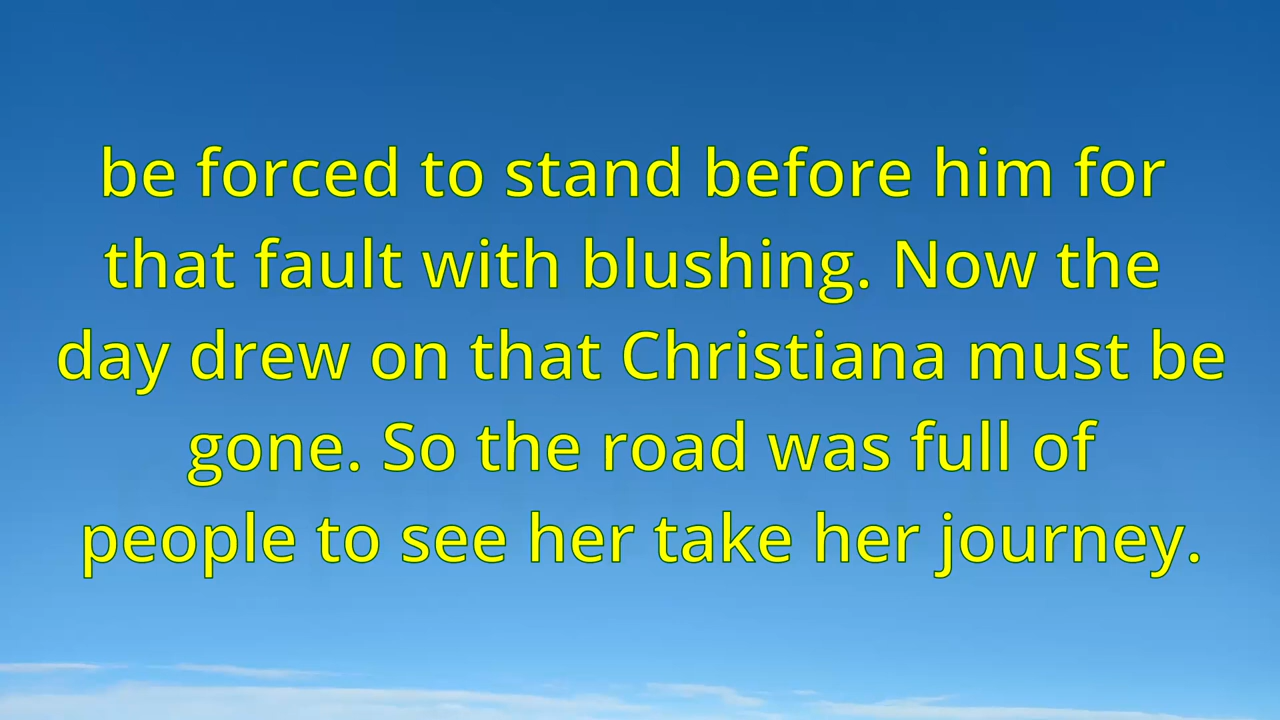 be forced to stand before him for
that fault with blushing. Now the
day drew on that Christiana must be
gone. So the road was full of
people to see her take her journey.